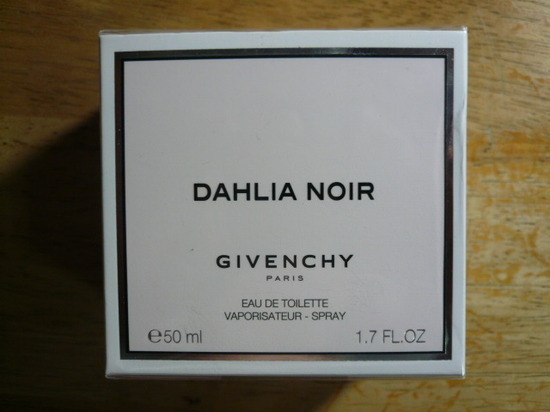 DAHLIA NOIR
GIVENCHY
PARIS
EAU DE TOILETTE
VAPORISATEUR - SPRAY
℮50 ml 1.7 FL.OZ